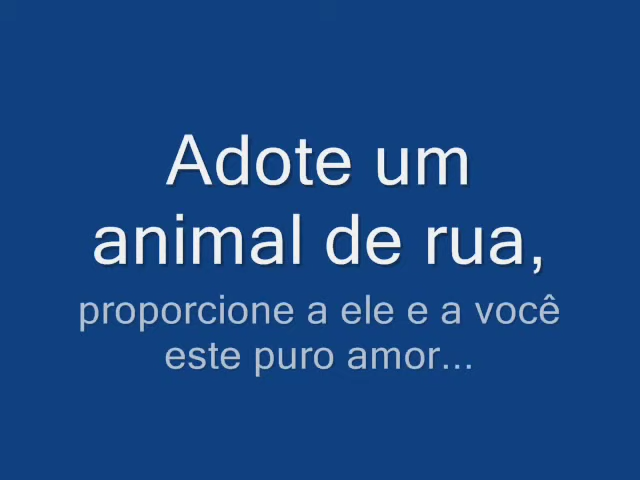 Adote um
animal de rua,
proporcione a ele e a você
este puro amor...